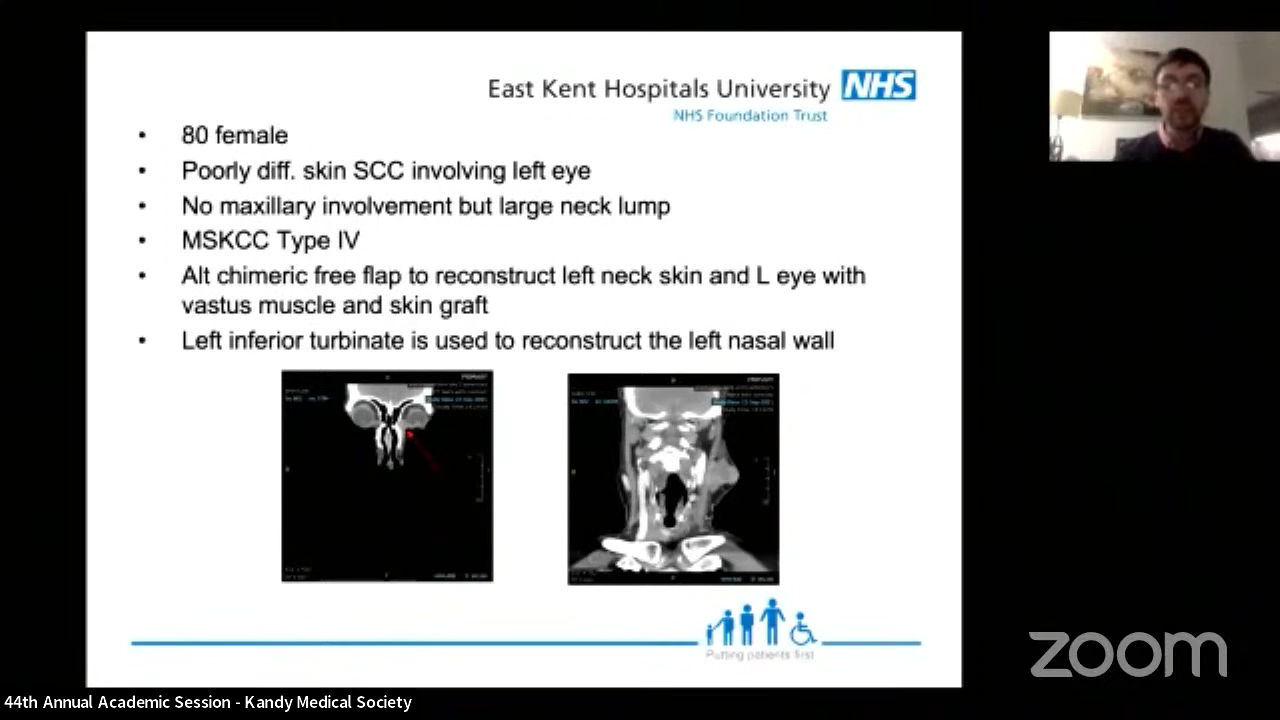 East Kent Hospitals University NHS
NHS Foundation Trust
• 80 female
• Poorly diff. skin SCC involving left eye
• No maxillary involvement but large neck lump
• MSKCC Type IV
• Alt chimeric free flap to reconstruct left neck skin and L eye with
vastus muscle and skin graft
• Left inferior turbinate is used to reconstruct the left nasal wall
Putting patients first
zoom
44th Annual Academic Session - Kandy Medical Society